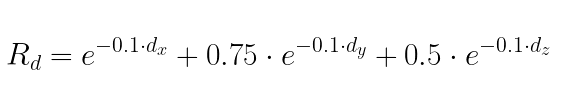 R_d = e^{-0.1·d_x} + 0.75 · e^{-0.1·d_y} + 0.5 · e^{-0.1·d_z}